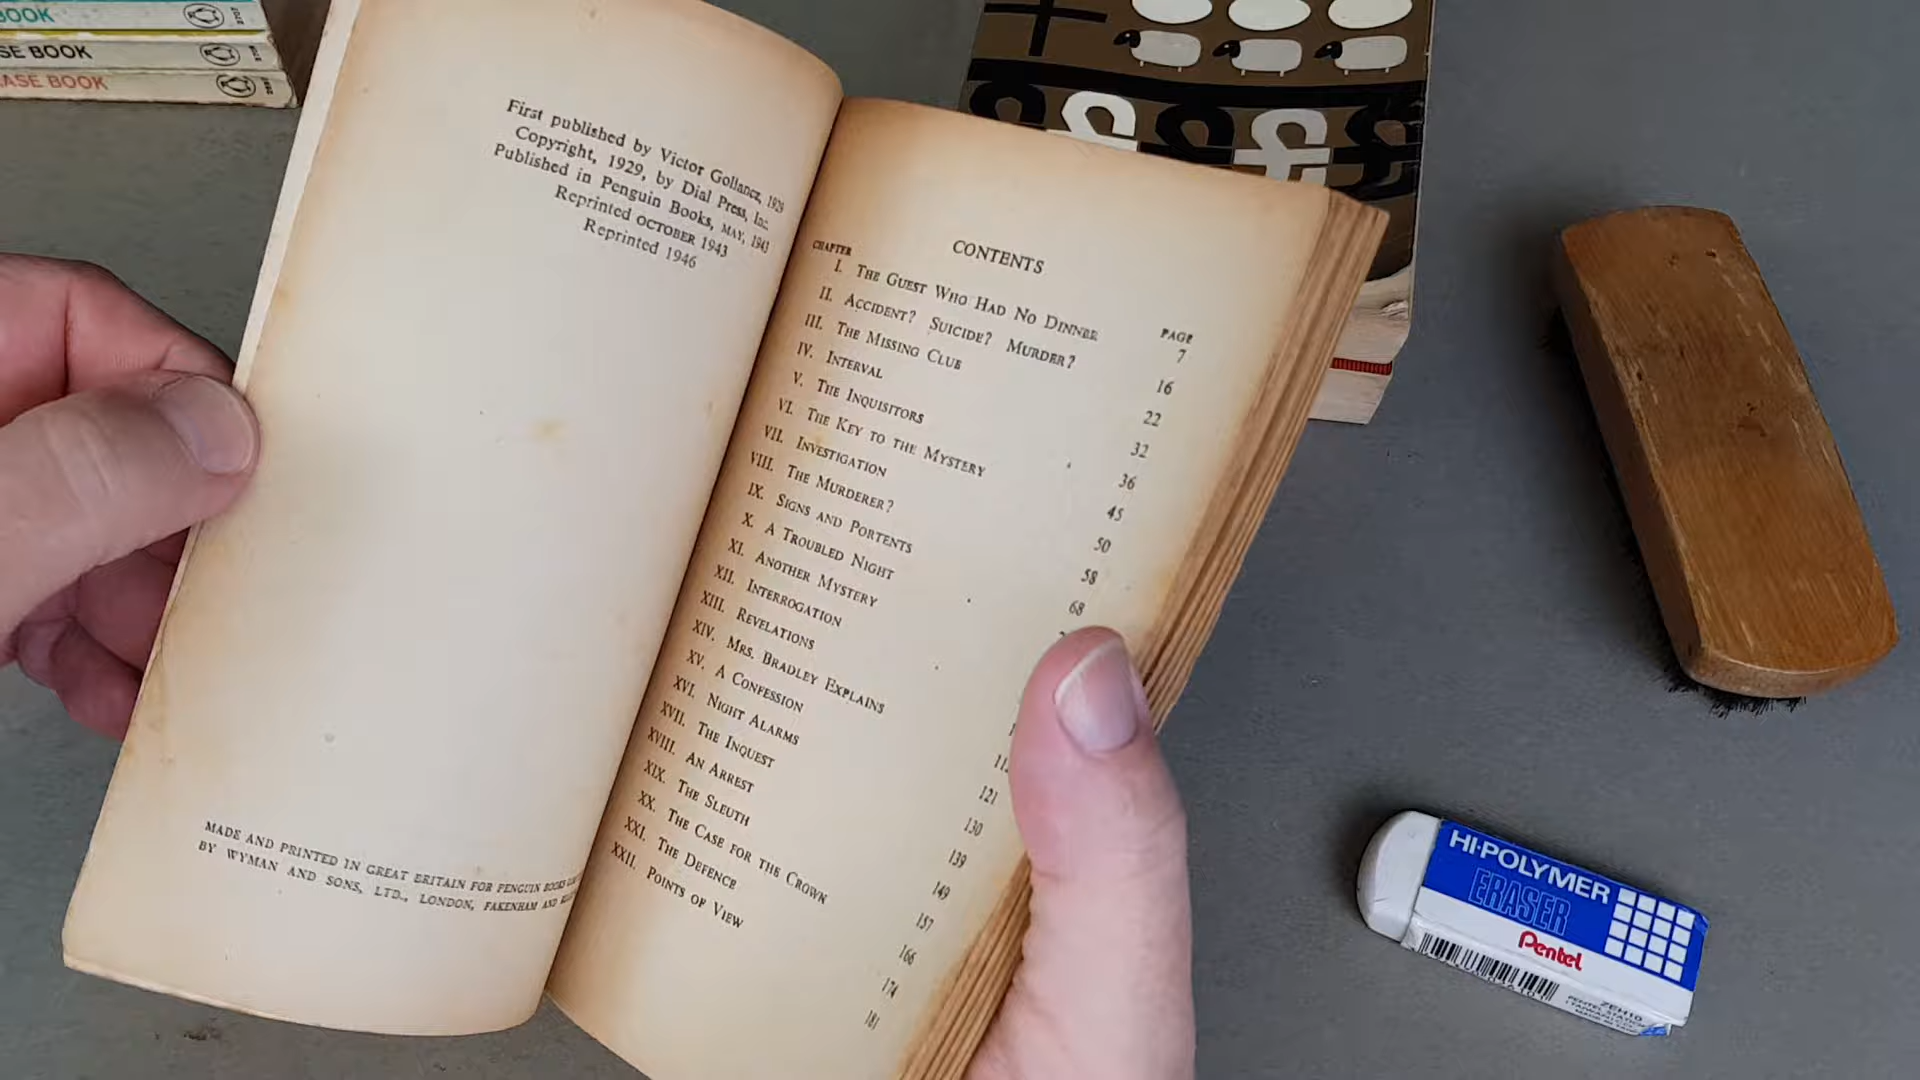 BOOK
SE BOOK
ASE BOOK
First published by Victor Gollancz, 1929
Copyright, 1929, by Dial Press, Inc.
Published in Penguin Books, MAY, 1943
Reprinted OCTOBER 1943
Reprinted 1946
MADE AND PRINTED IN GREAT BRITAIN FOR PENGUIN BOOKS
BY WYMAN AND SONS, LTD., LONDON, FAKENHAM AND
CONTENTS
CHAPTER PAGE
I. THE GUEST WHO HAD NO DINNER 7
II. ACCIDENT? SUICIDE? MURDER? 16
III. THE MISSING CLUE 22
IV. INTERVAL 32
V. THE INQUISITORS 36
VI. THE KEY TO THE MYSTERY 45
VII. INVESTIGATION 50
VIII. THE MURDERER? 58
IX. SIGNS AND PORTENTS 68
X. A TROUBLED NIGHT
XI. ANOTHER MYSTERY
XII. INTERROGATION
XIII. REVELATIONS
XIV. MRS. BRADLEY EXPLAINS
XV. A CONFESSION 121
XVI. NIGHT ALARMS 130
XVII. THE INQUEST 139
XVIII. AN ARREST 149
XIX. THE SLEUTH 157
XX. THE CASE FOR THE CROWN 166
XXI. THE DEFENCE 174
XXII. POINTS OF VIEW 181
HI-POLYMER
ERASER
Pentel
ZEH10